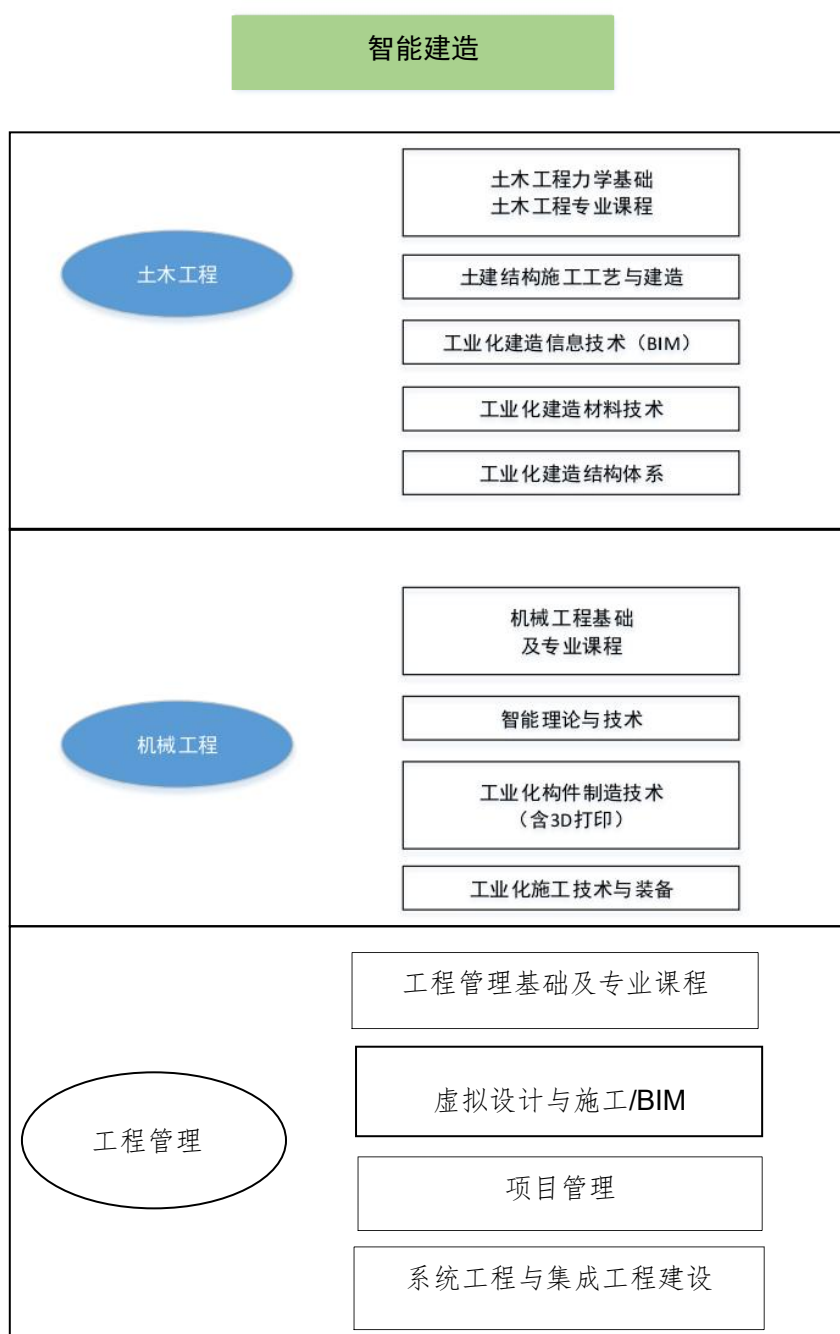 智能建造
土木工程
土木工程力学基础
土木工程专业课程
土建结构施工工艺与建造
工业化建造信息技术（BIM）
工业化建造材料技术
工业化建造结构体系
机械工程
机械工程基础
及专业课程
智能理论与技术
工业化构件制造技术
（含3D打印）
工业化施工技术与装备
工程管理
工程管理基础及专业课程
虚拟设计与施工/BIM
项目管理
系统工程与集成工程建设